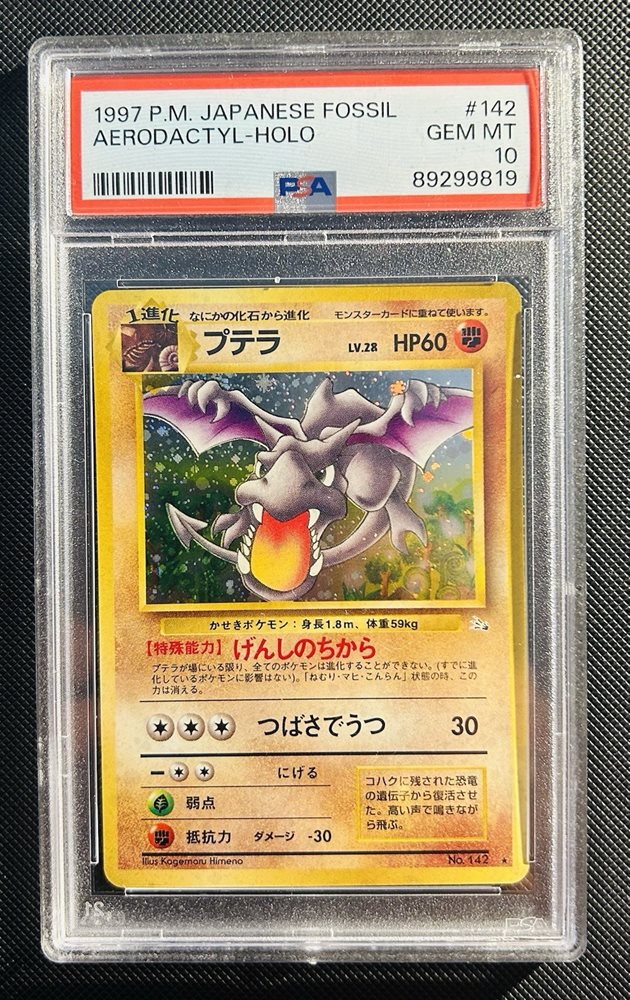 1997 P.M. JAPANESE FOSSIL #142
AERODACTYL-HOLO GEM MT
10
PSA 89299819
1進化 なにかの化石から進化 モンスターカードに重ねて使います。
プテラ LV.28 HP60
かせきポケモン：身長1.8m、体重59kg
【特殊能力】げんしのちから
プテラが場にいる限り、全てのポケモンは進化することができない。(すでに進
化しているポケモンに影響はない)。「ねむり・マヒ・こんらん」状態の時、こ
の力は消える。
つばさでうつ 30
にげる
弱点
抵抗力 ダメージ -30
コハクに残された恐竜
の遺伝子から復活させ
た。高い声で鳴きなが
ら飛ぶ。
Illus.Kagemaru Himeno No. 142 ★
PSA